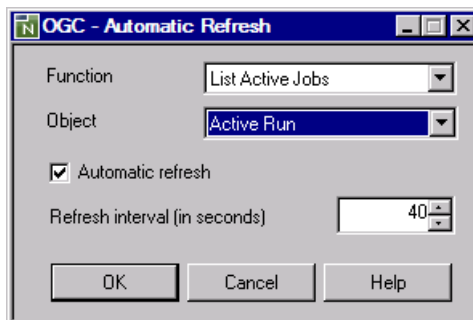 OGC - Automatic Refresh
Function List Active Jobs
Object Active Run
Automatic refresh
Refresh interval (in seconds) 40
OK Cancel Help